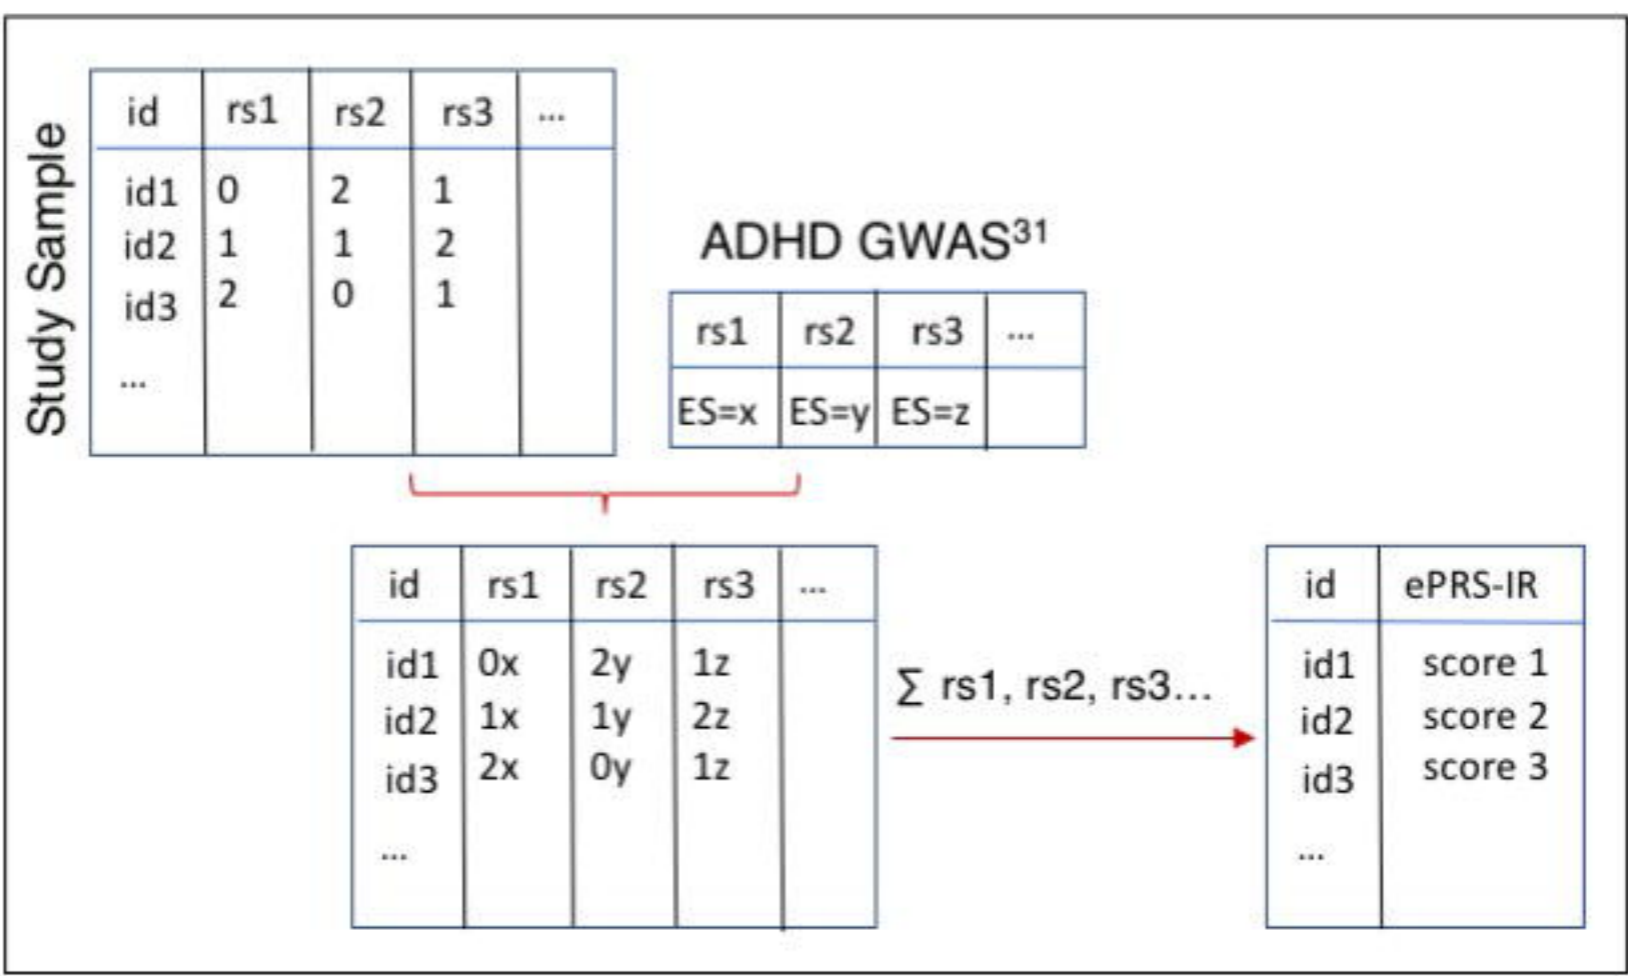 Study Sample
id rs1 rs2 rs3 ...
id1 0 2 1
id2 1 1 2
id3 2 0 1
...
ADHD GWAS³¹
rs1 rs2 rs3 ...
ES=x ES=y ES=z
id rs1 rs2 rs3 ...
id1 0x 2y 1z
id2 1x 1y 2z
id3 2x 0y 1z
...
∑ rs1, rs2, rs3...
id ePRS-IR
id1 score 1
id2 score 2
id3 score 3
...